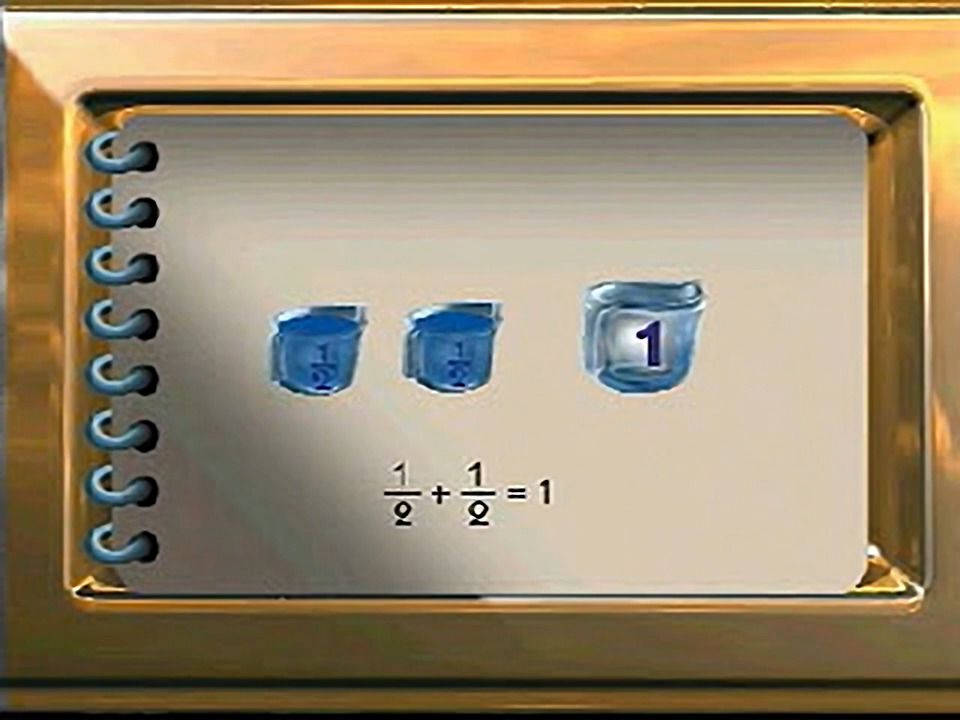 1/2 1/2 1
1/2 + 1/2 = 1